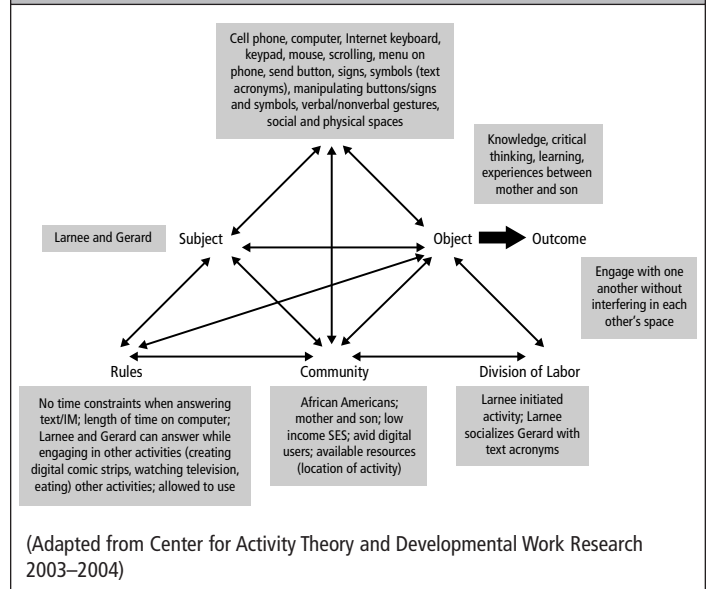 Cell phone, computer, Internet keyboard,
keypad, mouse, scrolling, menu on
phone, send button, signs, symbols (text
acronyms), manipulating buttons/signs
and symbols, verbal/nonverbal gestures,
social and physical spaces
Knowledge, critical
thinking, learning,
experiences between
mother and son
Larnee and Gerard
Subject
Object
Outcome
Engage with one
another without
interfering in each
other’s space
Rules
Community
Division of Labor
No time constraints when answering
text/IM; length of time on computer;
Larnee and Gerard can answer while
engaging in other activities (creating
digital comic strips, watching television,
eating) other activities; allowed to use
African Americans;
mother and son; low
income SES; avid digital
users; available resources
(location of activity)
Larnee initiated
activity; Larnee
socializes Gerard with
text acronyms
(Adapted from Center for Activity Theory and Developmental Work Research
2003–2004)